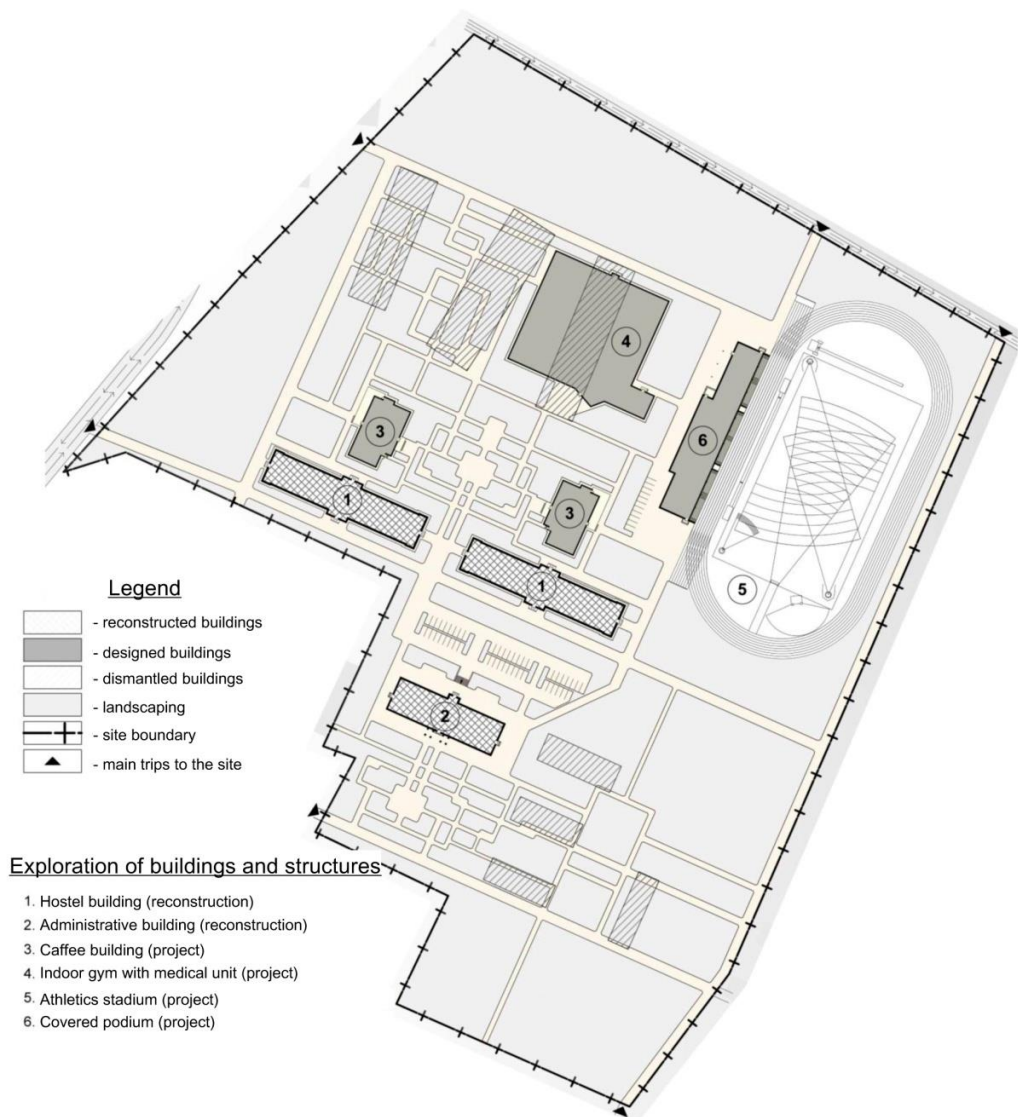 4
3
6
1
3
1
5
2
Legend
- reconstructed buildings
- designed buildings
- dismantled buildings
- landscaping
- site boundary
- main trips to the site
Exploration of buildings and structures
1. Hostel building (reconstruction)
2. Administrative building (reconstruction)
3. Caffee building (project)
4. Indoor gym with medical unit (project)
5. Athletics stadium (project)
6. Covered podium (project)